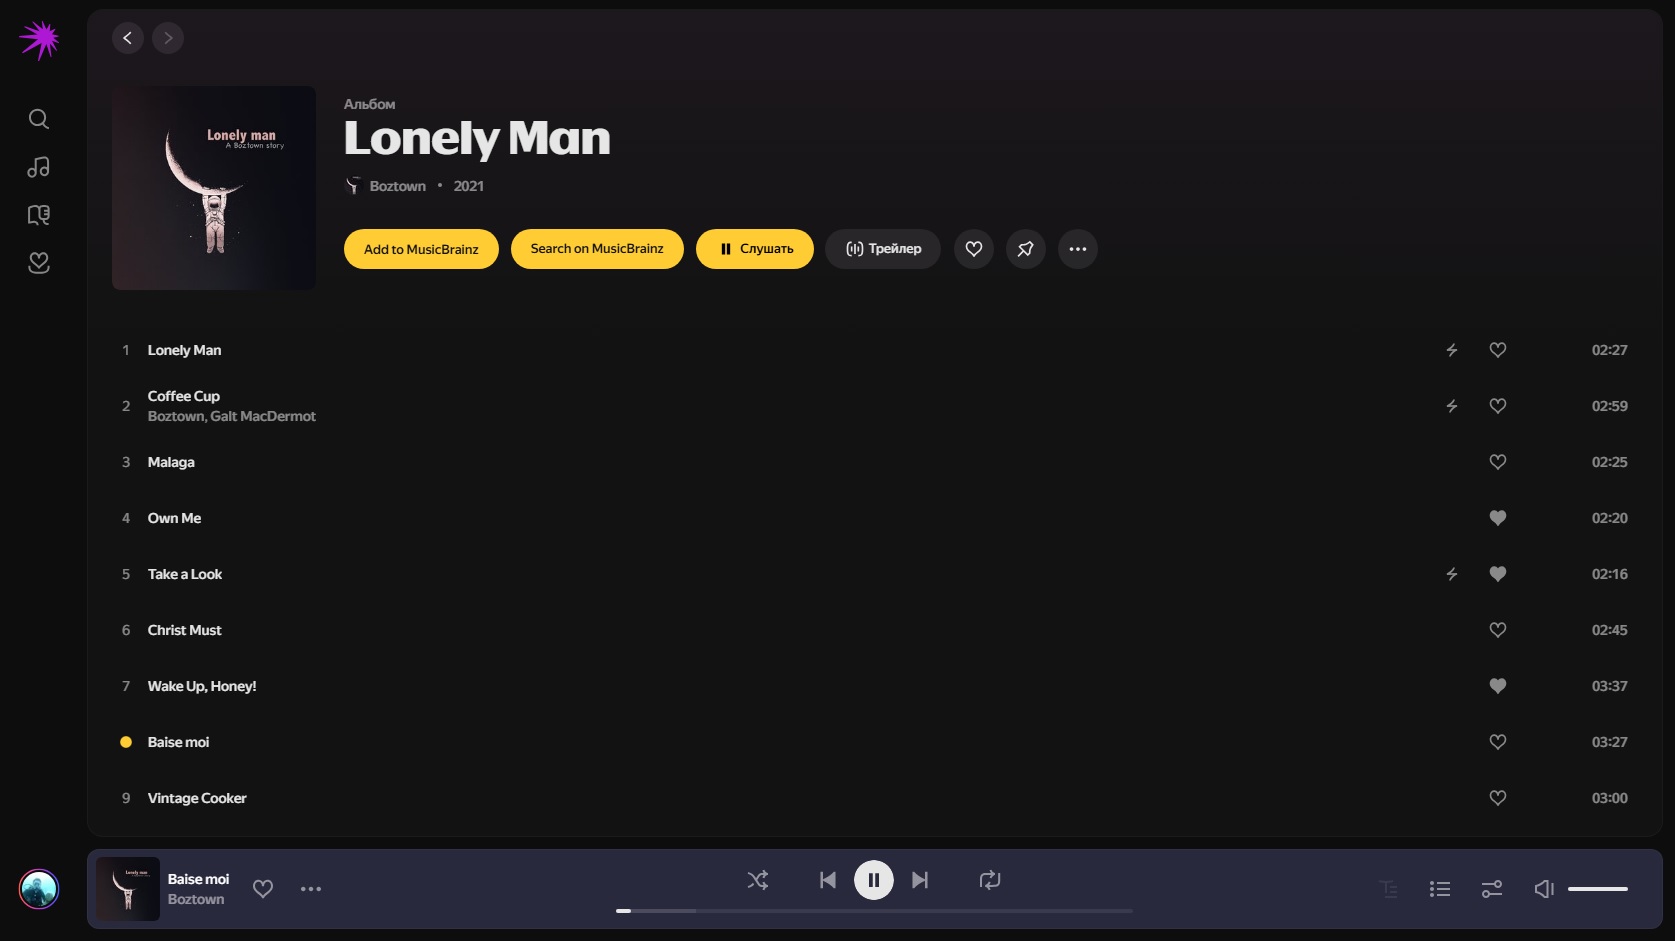 Lonely man
A Boztown story
Альбом
Lonely Man
Boztown • 2021
Add to MusicBrainz
Search on MusicBrainz
Слушать
Трейлер
1 Lonely Man 02:27
2 Coffee Cup 02:59
Boztown, Galt MacDermot
3 Malaga 02:25
4 Own Me 02:20
5 Take a Look 02:16
6 Christ Must 02:45
7 Wake Up, Honey! 03:37
Baise moi 03:27
9 Vintage Cooker 03:00
Lonely man
Baise moi
Boztown